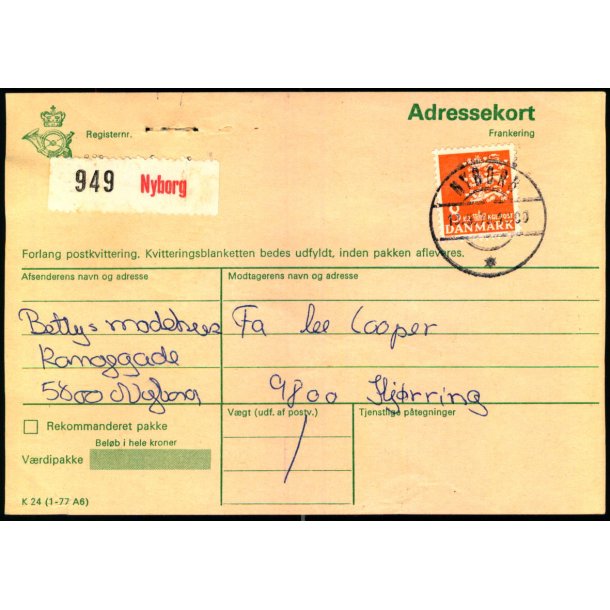 Adressekort
Registernr.
Frankering
949 Nyborg
NYBORG
DANMARK
Forlang postkvittering. Kvitteringsblanketten bedes udfyldt, inden pakken afleveres.
Afsenderens navn og adresse
Modtagerens navn og adresse
Bettys
5800 Nyborg
Fa lee Cooper
9800 Hjørring
Rekommanderet pakke
Beløb i hele kroner
Værdipakke
Vægt (udf. af postv.)
Tjenstlige påtegninger
K 24 (1-77 A6)